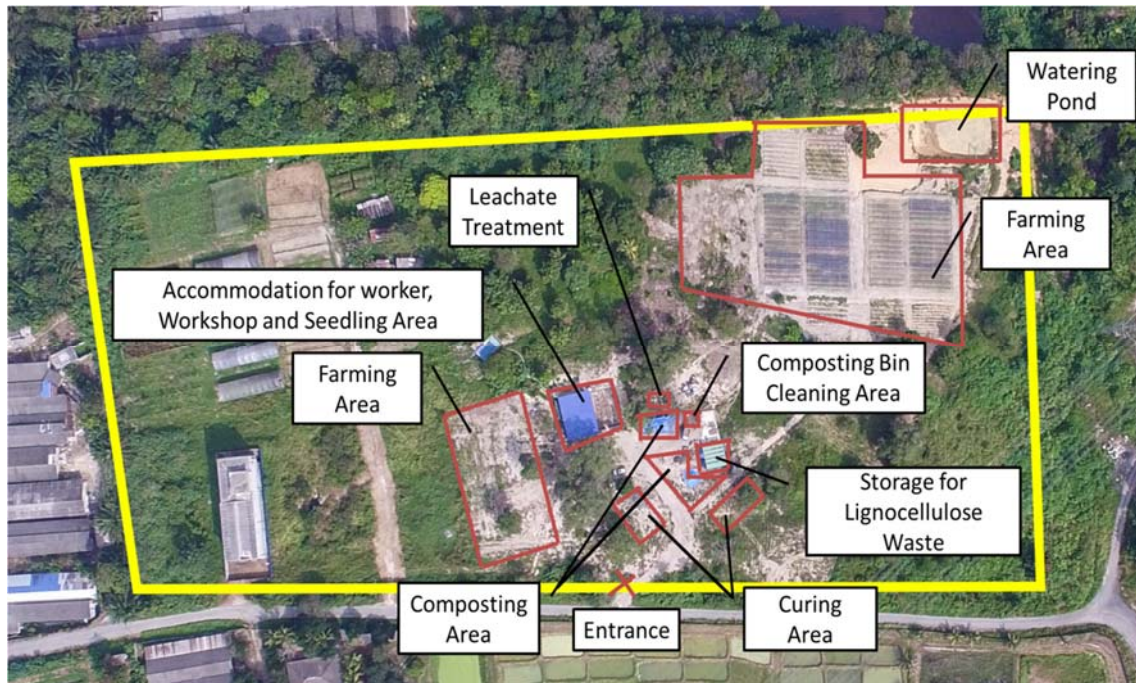 Watering
Pond
Leachate
Treatment
Farming
Area
Accommodation for worker,
Workshop and Seedling Area
Composting Bin
Cleaning Area
Farming
Area
Storage for
Lignocellulose
Waste
Composting
Area
Entrance
Curing
Area